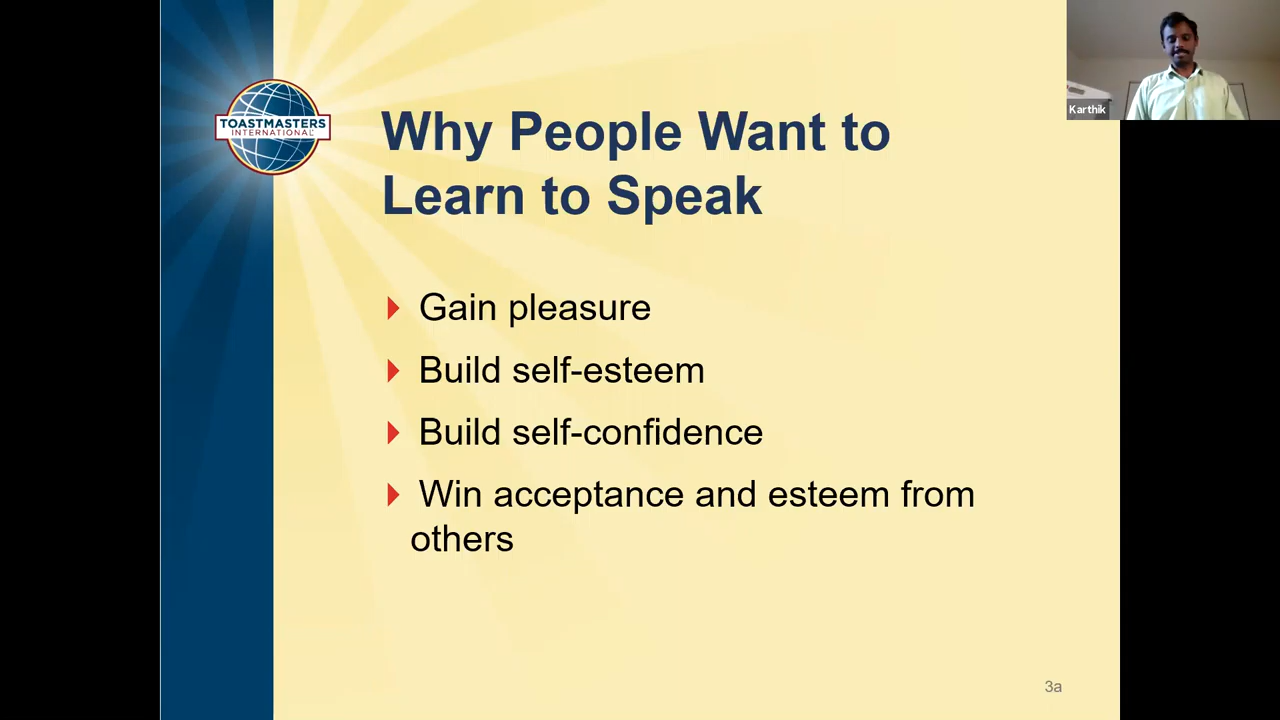 TOASTMASTERS
INTERNATIONAL
Why People Want to
Learn to Speak
Gain pleasure
Build self-esteem
Build self-confidence
Win acceptance and esteem from
others
3a
Karthik